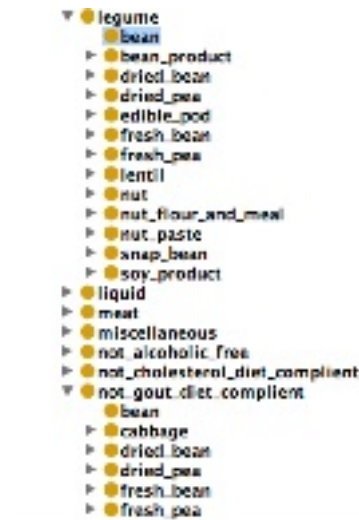 legume
bean
bean_product
dried_bean
dried_pea
edible_pod
fresh_bean
fresh_pea
lentil
nut
nut_flour_and_meal
nut_paste
snap_bean
soy_product
liquid
meat
miscellaneous
not_alcoholic_free
not_cholesterol_diet_complient
not_gout_diet_complient
bean
cabbage
dried_bean
dried_pea
fresh_bean
fresh_pea